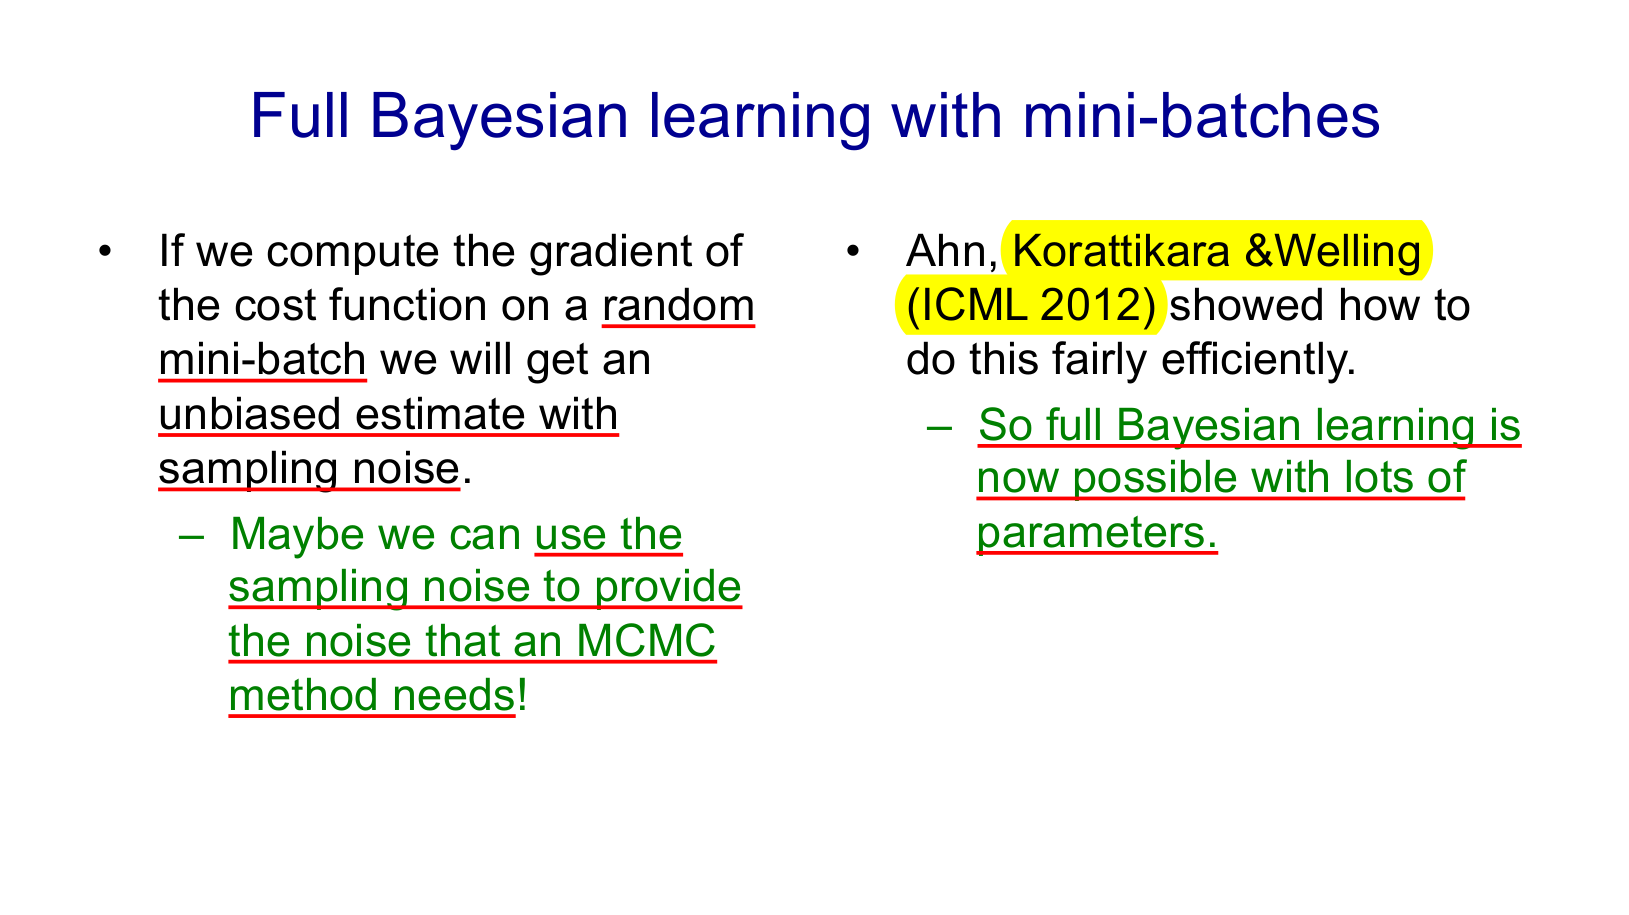 Full Bayesian learning with mini-batches
• If we compute the gradient of
the cost function on a random
mini-batch we will get an
unbiased estimate with
sampling noise.
– Maybe we can use the
sampling noise to provide
the noise that an MCMC
method needs!
• Ahn, Korattikara &Welling
(ICML 2012) showed how to
do this fairly efficiently.
– So full Bayesian learning is
now possible with lots of
parameters.